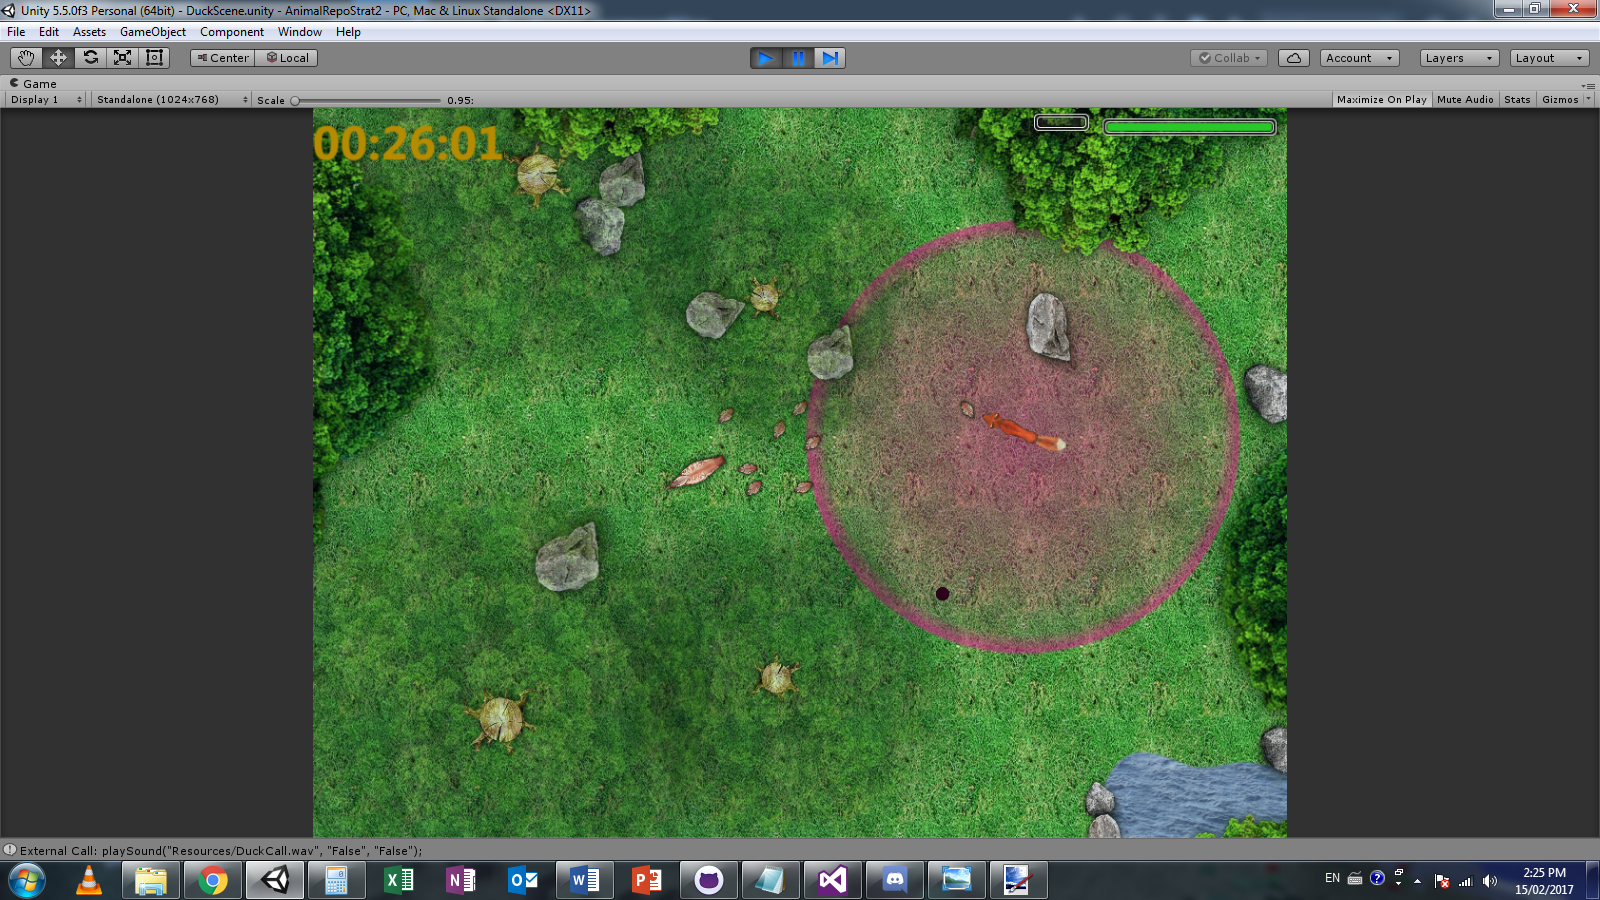 Unity 5.5.0f3 Personal (64bit) - DuckScene.unity - AnimalRepoStrat2 - PC, Mac & Linux Standalone <DX11>
File Edit Assets GameObject Component Window Help
Center Local Collab Account Layers Layout
Game
Display 1 Standalone (1024x768) Scale 0.95: Maximize On Play Mute Audio Stats Gizmos
00:26:01
External Call: playSound("Resources/DuckCall.wav", "False", "False");
EN
2:25 PM
15/02/2017